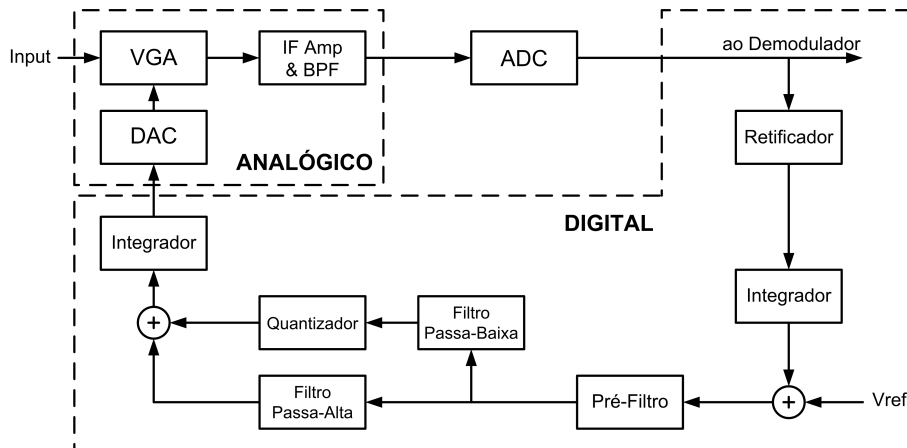 Input
VGA
IF Amp
& BPF
ADC
ao Demodulador
DAC
ANALÓGICO
Retificador
DIGITAL
Integrador
Integrador
+
Quantizador
Filtro
Passa-Baixa
Filtro
Passa-Alta
Pré-Filtro
+
Vref